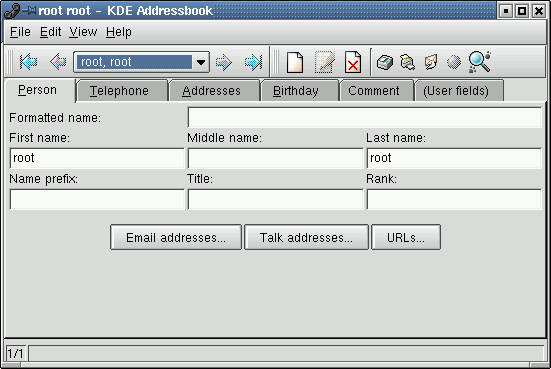 root root - KDE Addressbook
File Edit View Help
root, root
Person Telephone Addresses Birthday Comment (User fields)
Formatted name:
First name: Middle name: Last name:
root root
Name prefix: Title: Rank:
Email addresses... Talk addresses... URLs...
1/1